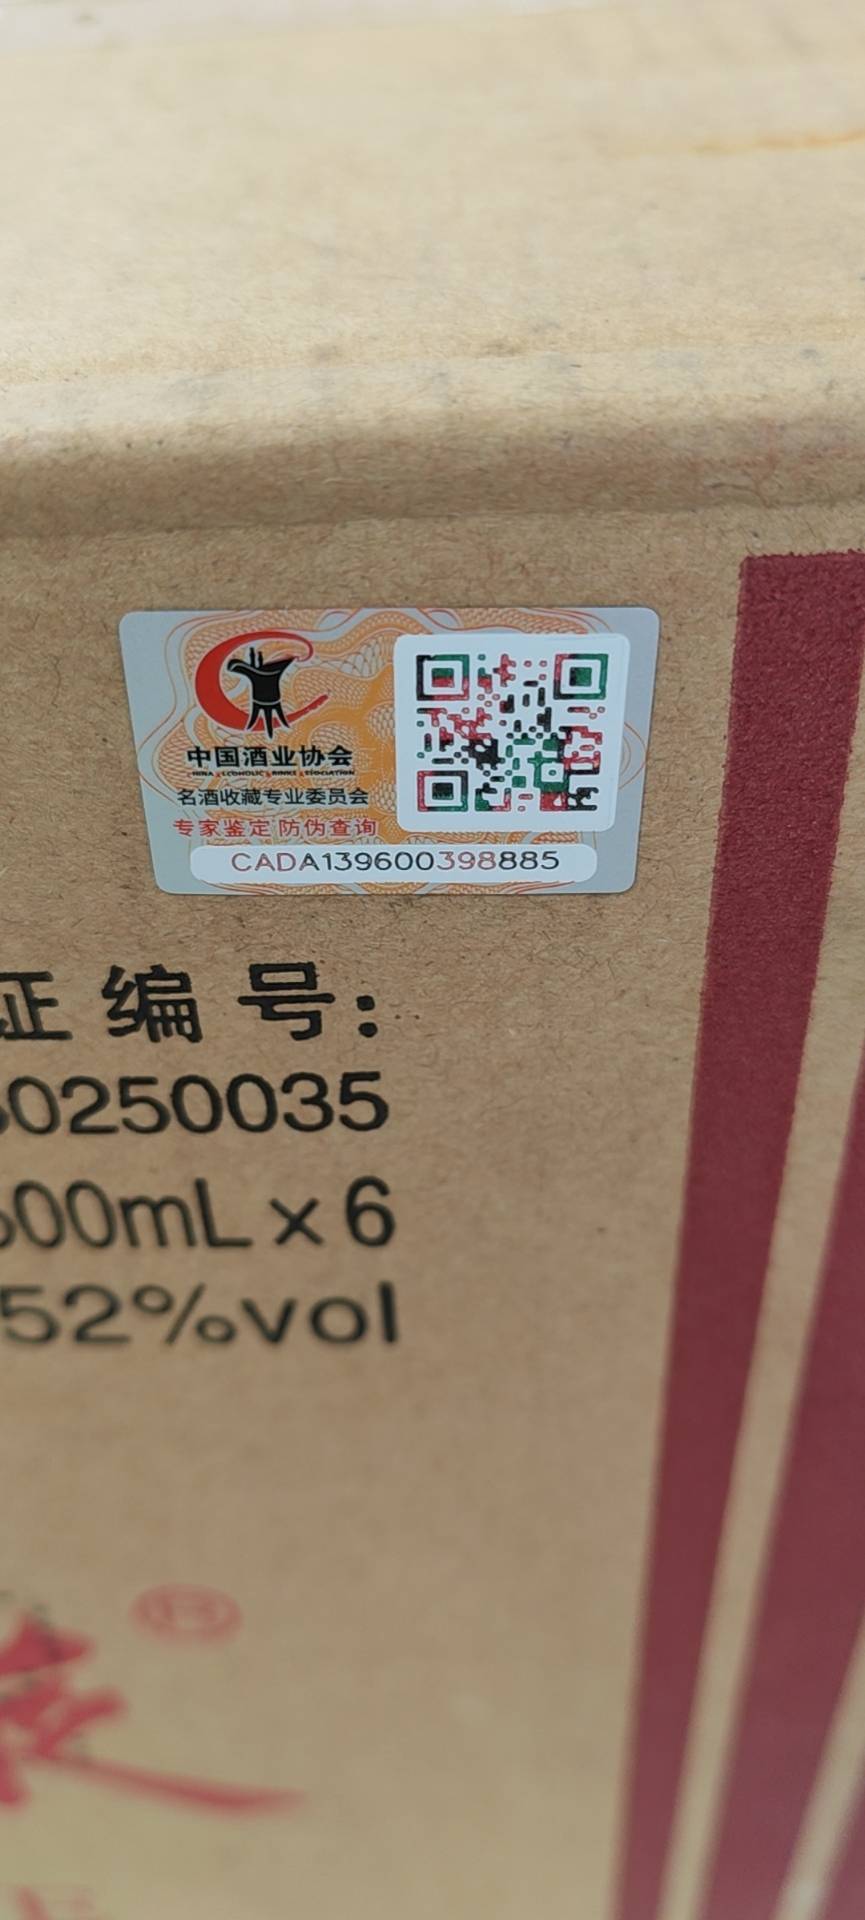 中国酒业协会
名酒收藏专业委员会
专家鉴定 防伪查询
CADA139600398885
证编号:
0250035
00mL×6
52%vol
®